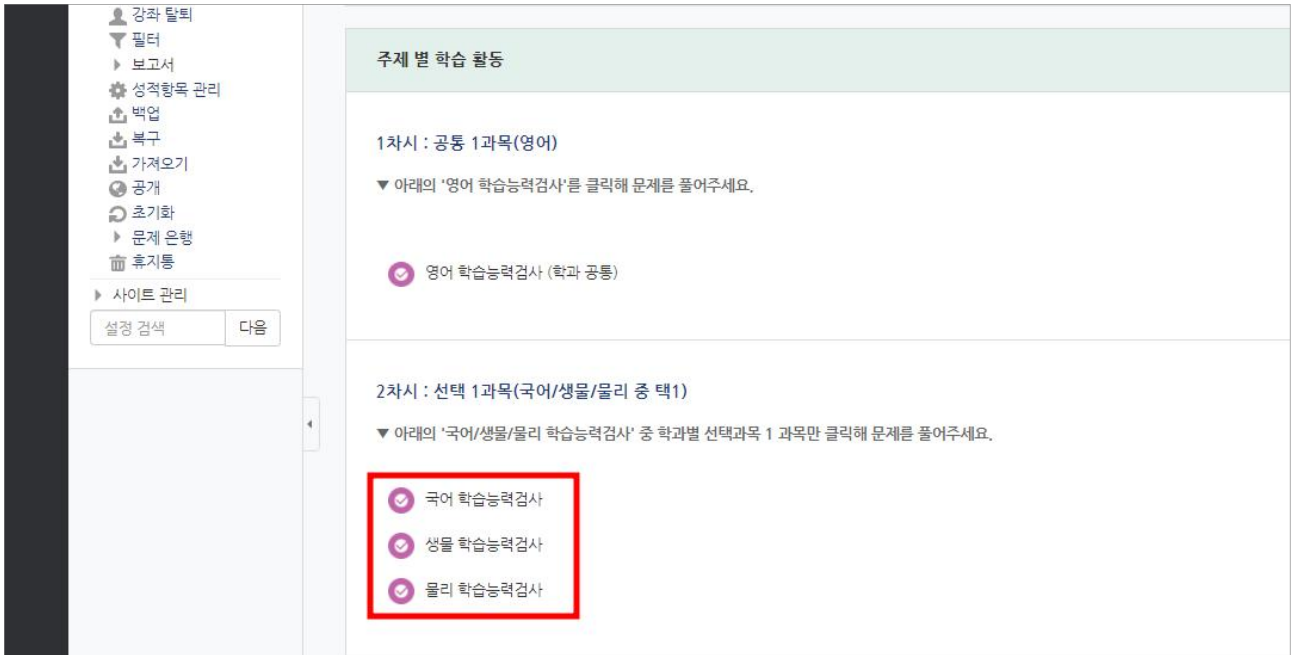 강좌 탈퇴
필터
보고서
성적항목 관리
백업
복구
가져오기
공개
초기화
문제 은행
휴지통
사이트 관리
설정 검색 다음
주제 별 학습 활동
1차시 : 공통 1과목(영어)
▼ 아래의 '영어 학습능력검사'를 클릭해 문제를 풀어주세요.
영어 학습능력검사 (학과 공통)
2차시 : 선택 1과목(국어/생물/물리 중 택1)
▼ 아래의 '국어/생물/물리 학습능력검사' 중 학과별 선택과목 1 과목만 클릭해 문제를 풀어주세요.
국어 학습능력검사
생물 학습능력검사
물리 학습능력검사